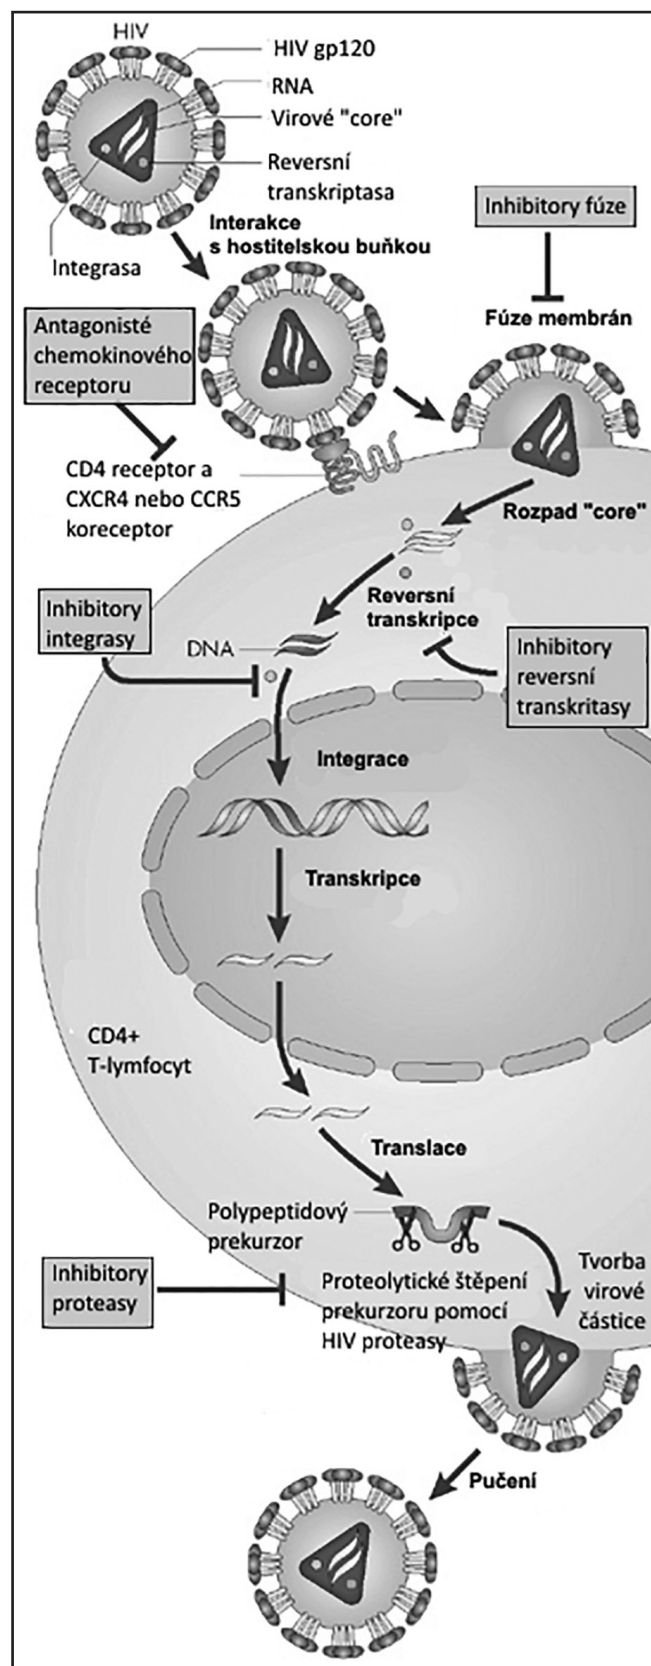 HIV
HIV gp120
RNA
Virové "core"
Reversní
transkriptasa
Integrasa
Interakce
s hostitelskou buňkou
Inhibitory fúze
Fúze membrán
Antagonisté
chemokinového
receptoru
CD4 receptor a
CXCR4 nebo CCR5
koreceptor
Rozpad "core"
Reversní
transkripce
Inhibitory
integrasy
DNA
Inhibitory
reversní
transkritasy
Integrace
Transkripce
CD4+
T-lymfocyt
Translace
Polypeptidový
prekurzor
Inhibitory
proteasy
Proteolytické štěpení
prekurzoru pomocí
HIV proteasy
Tvorba
virové
částice
Pučení